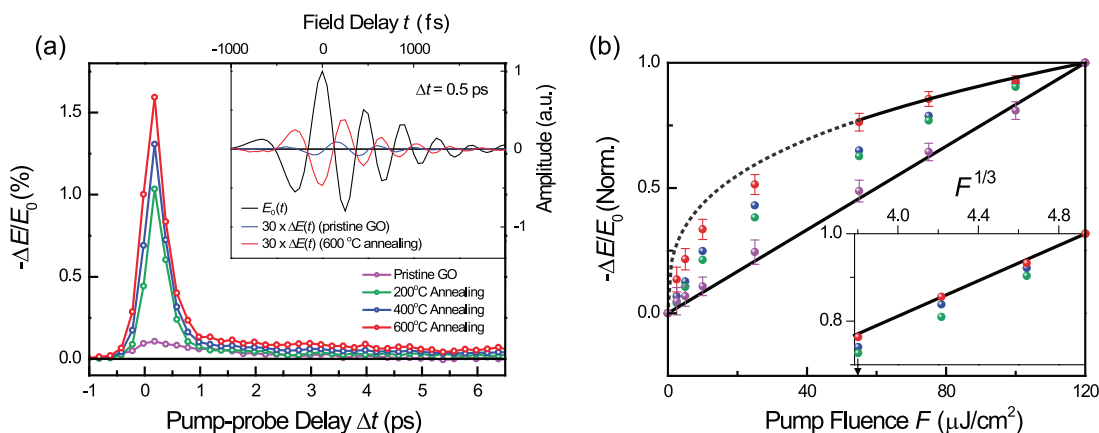 (a)
Field Delay t (fs)
-1000 0 1000
1
0
-1
Amplitude (a.u.)
Δt = 0.5 ps
E0(t)
30 x ΔE(t) (pristine GO)
30 x ΔE(t) (600 °C annealing)
Pristine GO
200°C Annealing
400°C Annealing
600°C Annealing
-ΔE/E0(%)
1.5
1.0
0.5
0.0
-1 0 1 2 3 4 5 6
Pump-probe Delay Δt (ps)
(b)
-ΔE/E0 (Norm.)
1.0
0.5
0.0
F^1/3
4.0 4.4 4.8
1.0
0.8
0 20 40 60 80 100 120
Pump Fluence F (μJ/cm²)